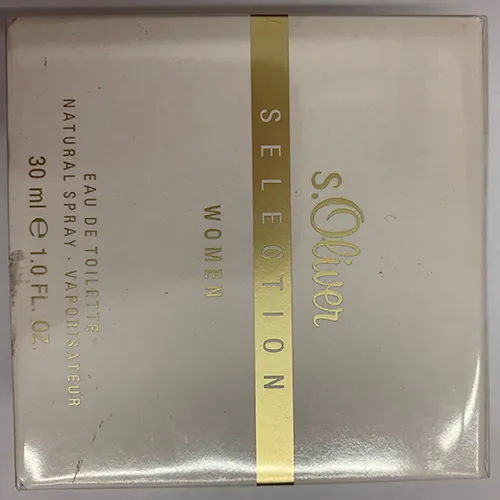 s.Oliver
SELECTION
WOMEN
EAU DE TOILETTE
NATURAL SPRAY · VAPORISATEUR
30 ml e 1.0 FL. OZ.